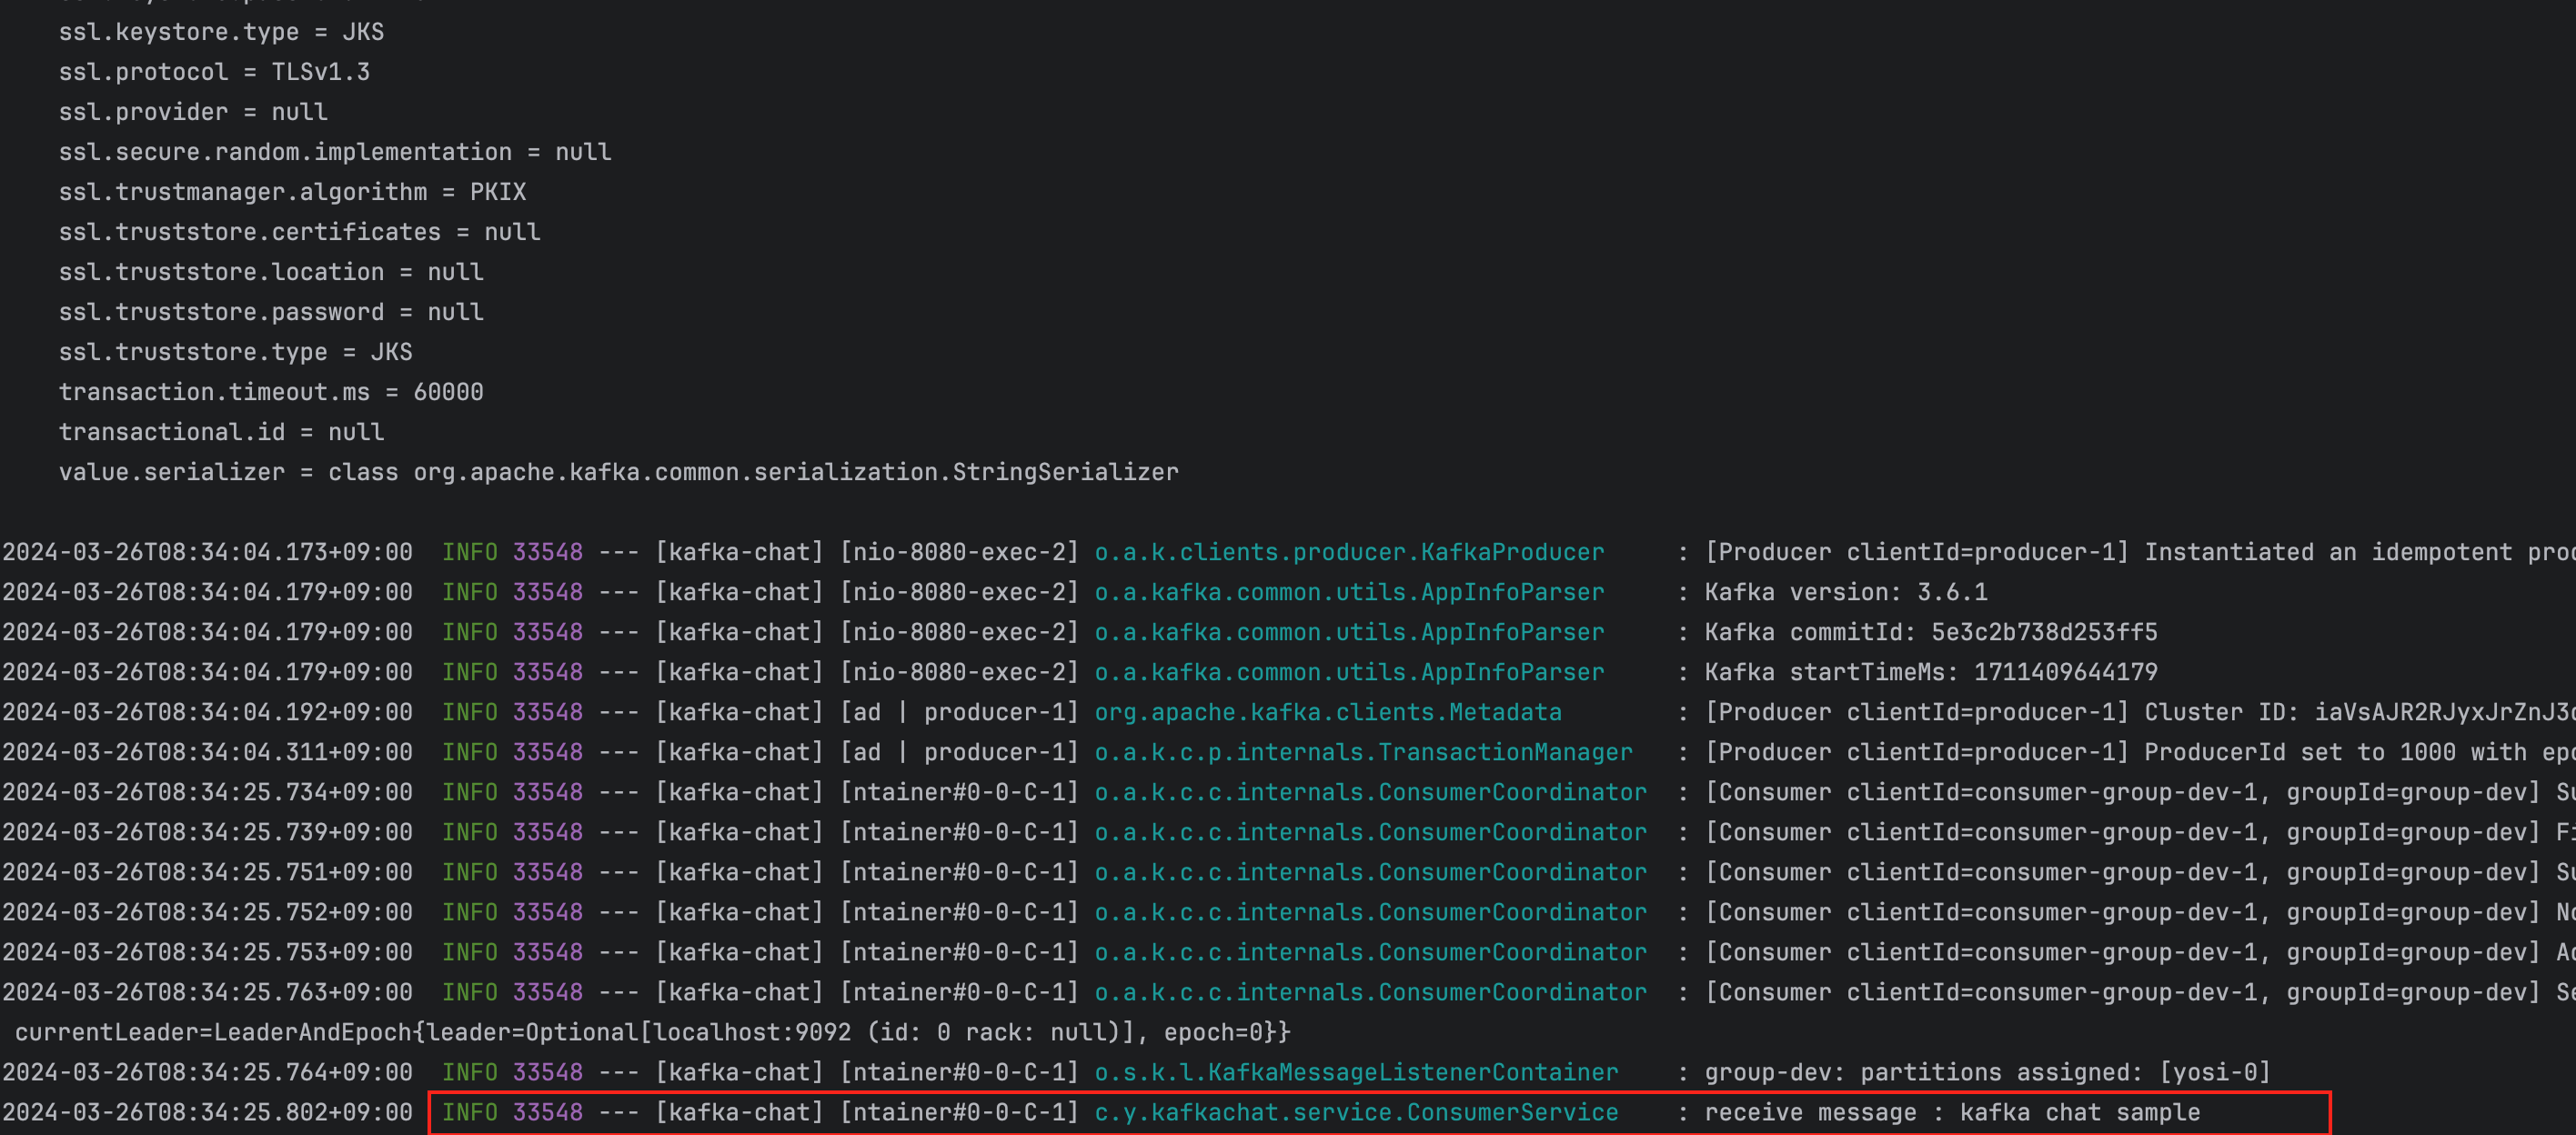 ssl.keystore.type = JKS
ssl.protocol = TLSv1.3
ssl.provider = null
ssl.secure.random.implementation = null
ssl.trustmanager.algorithm = PKIX
ssl.truststore.certificates = null
ssl.truststore.location = null
ssl.truststore.password = null
ssl.truststore.type = JKS
transaction.timeout.ms = 60000
transactional.id = null
value.serializer = class org.apache.kafka.common.serialization.StringSerializer
2024-03-26T08:34:04.173+09:00  INFO 33548 --- [kafka-chat] [nio-8080-exec-2] o.a.k.clients.producer.KafkaProducer     : [Producer clientId=producer-1] Instantiated an idempotent
2024-03-26T08:34:04.179+09:00  INFO 33548 --- [kafka-chat] [nio-8080-exec-2] o.a.kafka.common.utils.AppInfoParser     : Kafka version: 3.6.1
2024-03-26T08:34:04.179+09:00  INFO 33548 --- [kafka-chat] [nio-8080-exec-2] o.a.kafka.common.utils.AppInfoParser     : Kafka commitId: 5e3c2b738d253ff5
2024-03-26T08:34:04.179+09:00  INFO 33548 --- [kafka-chat] [nio-8080-exec-2] o.a.kafka.common.utils.AppInfoParser     : Kafka startTimeMs: 1711409644179
2024-03-26T08:34:04.192+09:00  INFO 33548 --- [kafka-chat] [ad | producer-1] org.apache.kafka.clients.Metadata        : [Producer clientId=producer-1] Cluster ID:
2024-03-26T08:34:04.311+09:00  INFO 33548 --- [kafka-chat] [ad | producer-1] o.a.k.c.p.internals.TransactionManager   : [Producer clientId=producer-1] ProducerId set to 1000 with
2024-03-26T08:34:25.734+09:00  INFO 33548 --- [kafka-chat] [ntainer#0-0-C-1] o.a.k.c.c.internals.ConsumerCoordinator  : [Consumer clientId=consumer-group-dev-1, groupId=group-dev]
2024-03-26T08:34:25.739+09:00  INFO 33548 --- [kafka-chat] [ntainer#0-0-C-1] o.a.k.c.c.internals.ConsumerCoordinator  : [Consumer clientId=consumer-group-dev-1, groupId=group-dev]
2024-03-26T08:34:25.751+09:00  INFO 33548 --- [kafka-chat] [ntainer#0-0-C-1] o.a.k.c.c.internals.ConsumerCoordinator  : [Consumer clientId=consumer-group-dev-1, groupId=group-dev]
2024-03-26T08:34:25.752+09:00  INFO 33548 --- [kafka-chat] [ntainer#0-0-C-1] o.a.k.c.c.internals.ConsumerCoordinator  : [Consumer clientId=consumer-group-dev-1, groupId=group-dev]
2024-03-26T08:34:25.753+09:00  INFO 33548 --- [kafka-chat] [ntainer#0-0-C-1] o.a.k.c.c.internals.ConsumerCoordinator  : [Consumer clientId=consumer-group-dev-1, groupId=group-dev]
2024-03-26T08:34:25.763+09:00  INFO 33548 --- [kafka-chat] [ntainer#0-0-C-1] o.a.k.c.c.internals.ConsumerCoordinator  : [Consumer clientId=consumer-group-dev-1, groupId=group-dev]
currentLeader=LeaderAndEpoch{leader=Optional[localhost:9092 (id: 0 rack: null)], epoch=0}}
2024-03-26T08:34:25.764+09:00  INFO 33548 --- [kafka-chat] [ntainer#0-0-C-1] o.s.k.l.KafkaMessageListenerContainer    : group-dev: partitions assigned: [yosi-0]
2024-03-26T08:34:25.802+09:00  INFO 33548 --- [kafka-chat] [ntainer#0-0-C-1] c.y.kafkachat.service.ConsumerService    : receive message : kafka chat sample